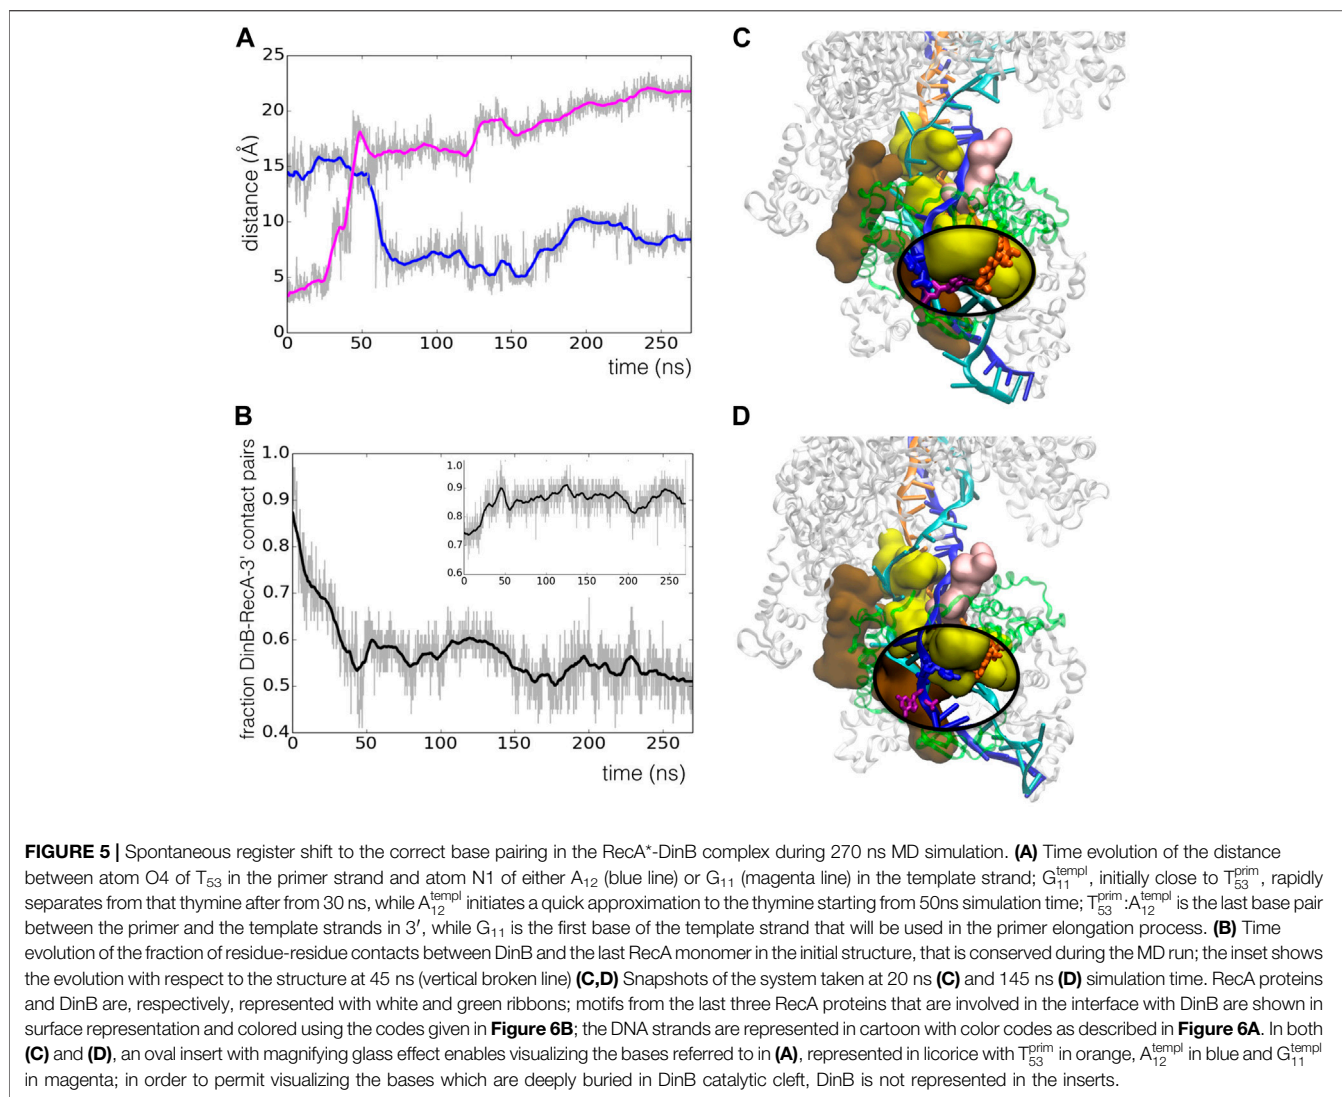 A
25
20
15
10
5
0
distance (Å)
0
50
100
150
200
250
time (ns)
C
B
1.0
0.9
0.8
0.7
0.6
0.5
0.4
fraction DinB-RecA-3' contact pairs
1.0
0.9
0.8
0.7
0.6
0
50
100
150
200
250
0
50
100
150
200
250
time (ns)
D
FIGURE 5 | Spontaneous register shift to the correct base pairing in the RecA*-DinB complex during 270 ns MD simulation. (A) Time evolution of the distance
between atom O4 of T53 in the primer strand and atom N1 of either A12 (blue line) or G11 (magenta line) in the template strand; G11templ, initially close to T53prim, rapidly
separates from that thymine after from 30 ns, while A12templ initiates a quick approximation to the thymine starting from 50ns simulation time; T53prim:A12templ is the last base pair
between the primer and the template strands in 3′, while G11 is the first base of the template strand that will be used in the primer elongation process. (B) Time
evolution of the fraction of residue-residue contacts between DinB and the last RecA monomer in the initial structure, that is conserved during the MD run; the inset shows
the evolution with respect to the structure at 45 ns (vertical broken line) (C,D) Snapshots of the system taken at 20 ns (C) and 145 ns (D) simulation time. RecA proteins
and DinB are, respectively, represented with white and green ribbons; motifs from the last three RecA proteins that are involved in the interface with DinB are shown in
surface representation and colored using the codes given in Figure 6B; the DNA strands are represented in cartoon with color codes as described in Figure 6A. In both
(C) and (D), an oval insert with magnifying glass effect enables visualizing the bases referred to in (A), represented in licorice with T53prim in orange, A12templ in blue and G11templ
in magenta; in order to permit visualizing the bases which are deeply buried in DinB catalytic cleft, DinB is not represented in the inserts.